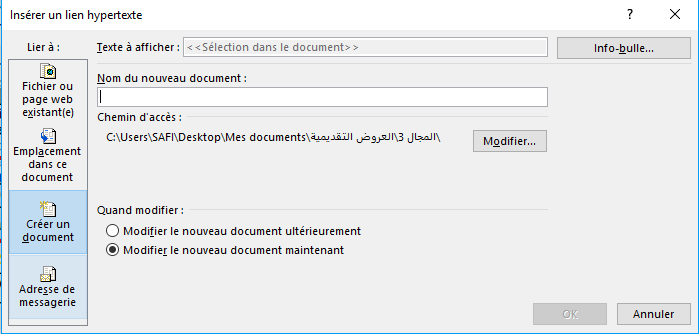 Insérer un lien hypertexte
Lier à :
Texte à afficher :
<<Sélection dans le document>>
Info-bulle...
Fichier ou
page web
existant(e)
Emplacement
dans ce
document
Créer un
document
Adresse de
messagerie
Nom du nouveau document :
Chemin d'accès :
C:\Users\SAFI\Desktop\Mes documents\المجال 3\العروض التقديمية\
Modifier...
Quand modifier :
Modifier le nouveau document ultérieurement
Modifier le nouveau document maintenant
OK
Annuler